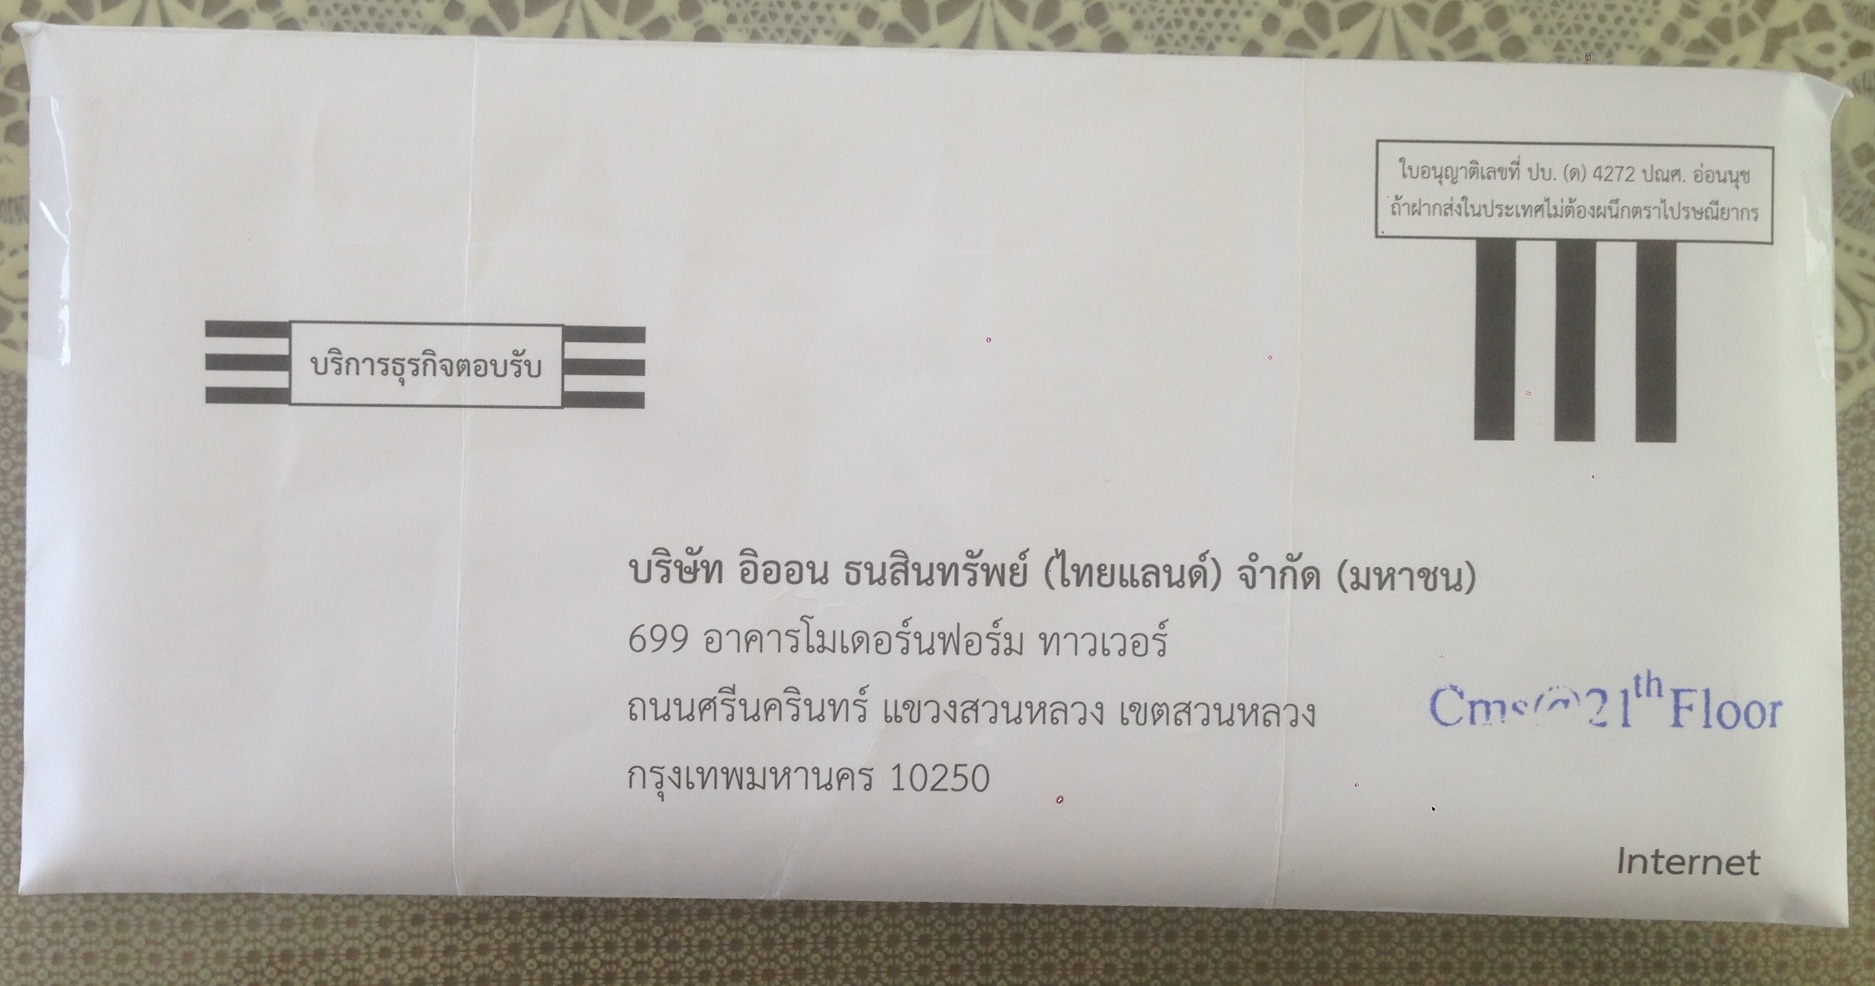 ใบอนุญาติเลขที่ ปบ. (ด) 4272 ปณศ. อ่อนนุช
ถ้าฝากส่งในประเทศไม่ต้องผนึกตราไปรษณียากร
บริการธุรกิจตอบรับ
บริษัท อิออน ธนสินทรัพย์ (ไทยแลนด์) จำกัด (มหาชน)
699 อาคารโมเดอร์นฟอร์ม ทาวเวอร์
ถนนศรีนครินทร์ แขวงสวนหลวง เขตสวนหลวง
Cms@21th Floor
กรุงเทพมหานคร 10250
Internet